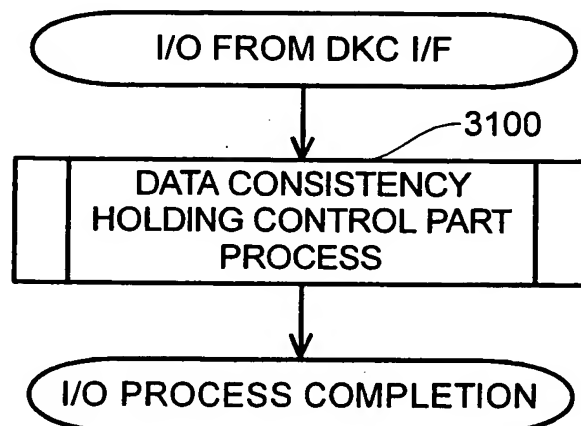 I/O FROM DKC I/F
3100
DATA CONSISTENCY
HOLDING CONTROL PART
PROCESS
I/O PROCESS COMPLETION